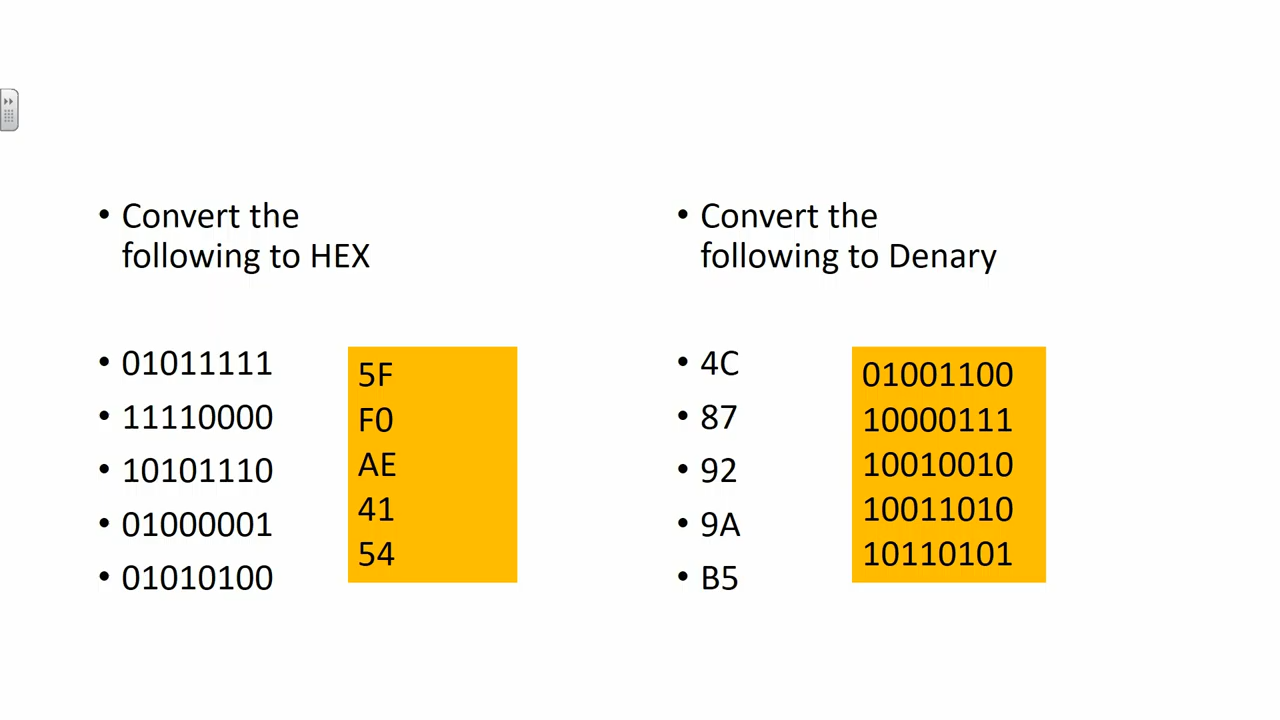 • Convert the
following to HEX
• 01011111
• 11110000
• 10101110
• 01000001
• 01010100
5F
F0
AE
41
54
• Convert the
following to Denary
• 4C
• 87
• 92
• 9A
• B5
01001100
10000111
10010010
10011010
10110101